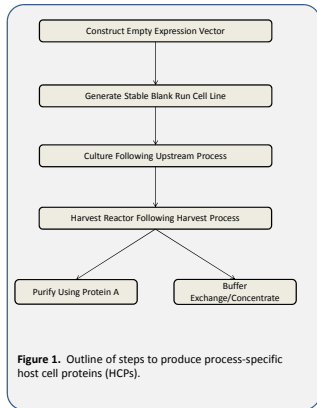 Construct Empty Expression Vector
Generate Stable Blank Run Cell Line
Culture Following Upstream Process
Harvest Reactor Following Harvest Process
Purify Using Protein A
Buffer
Exchange/Concentrate
Figure 1. Outline of steps to produce process-specific
host cell proteins (HCPs).